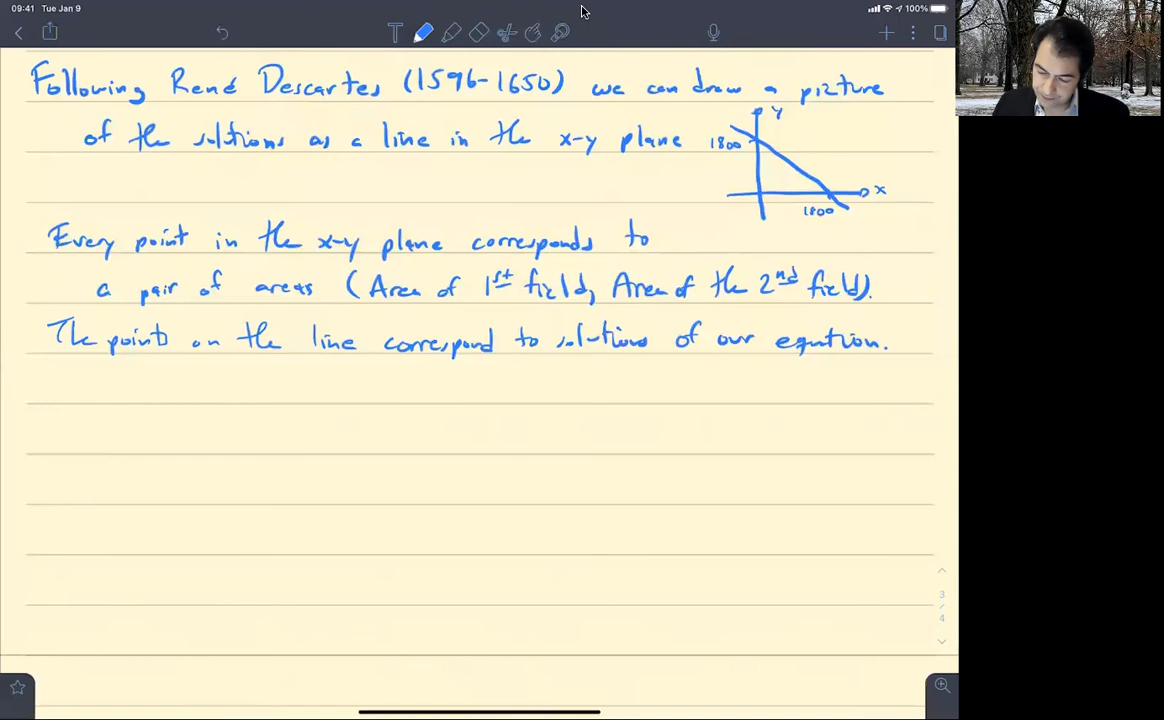 09:41 Tue Jan 9
100%
Following René Descartes (1596-1650) we can draw a picture
of the solutions as a line in the x-y plane
y
1800
x
1800
Every point in the x-y plane corresponds to
a pair of areas (Area of 1st field, Area of the 2nd field).
The points on the line correspond to solutions of our equation.
3
/
4